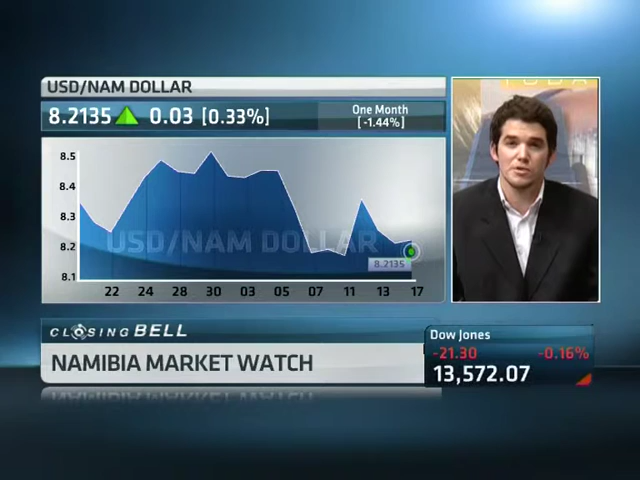 USD/NAM DOLLAR
8.2135 0.03 [0.33%]
One Month
[-1.44%]
8.5
8.4
8.3
8.2
8.1
USD/NAM DOLLAR
8.2135
22 24 28 30 03 05 07 11 13 17
CLOSING BELL
NAMIBIA MARKET WATCH
Dow Jones
-21.30 -0.16%
13,572.07